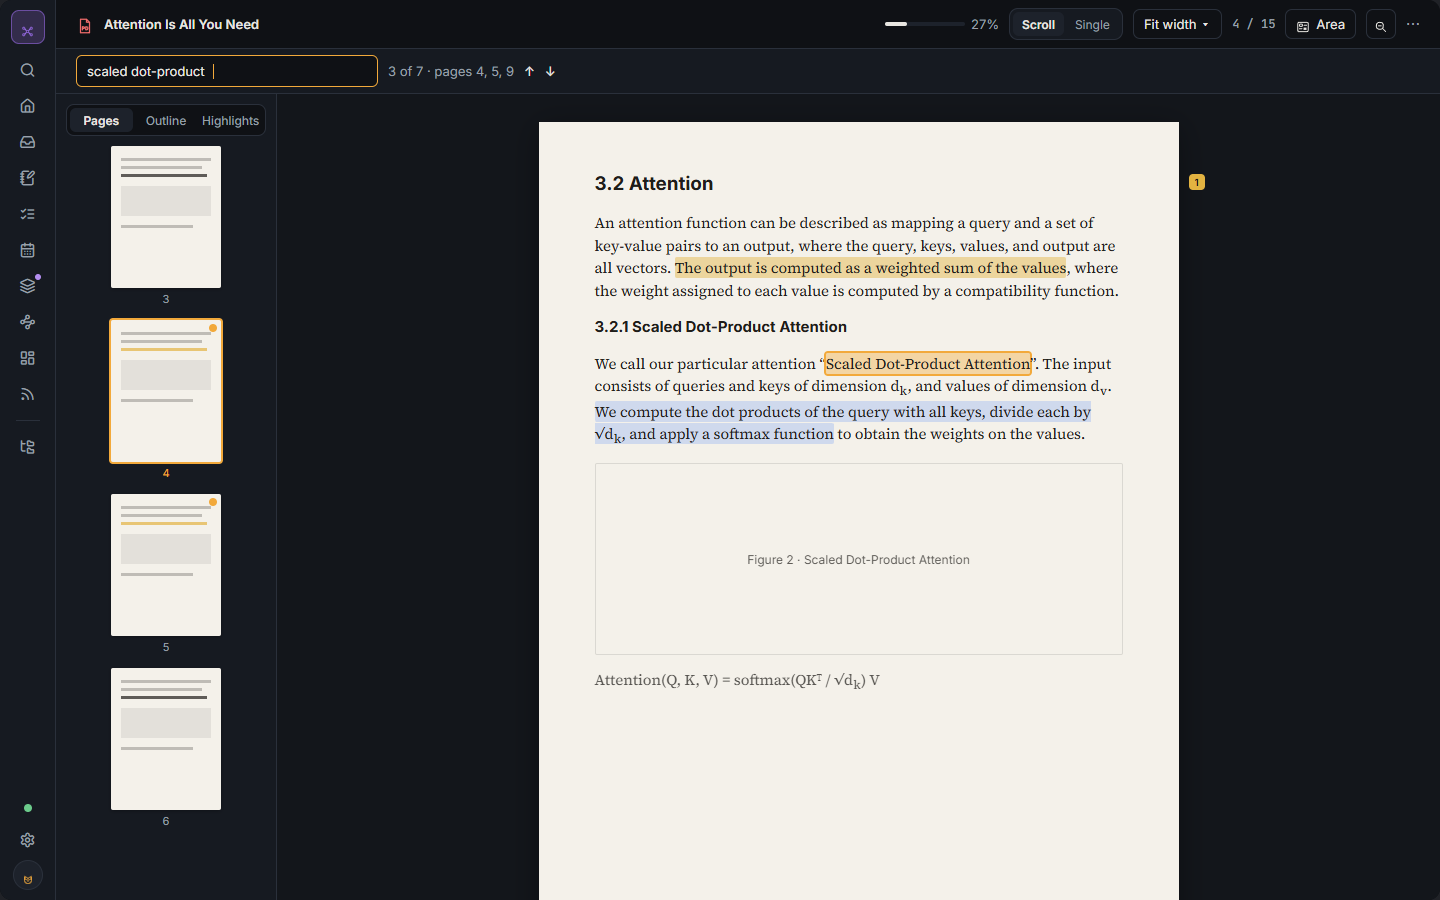 Attention Is All You Need
27%
Scroll
Single
Fit width
4 / 15
Area
scaled dot-product
3 of 7 · pages 4, 5, 9
Pages
Outline
Highlights
3
4
5
6
3.2 Attention
1
An attention function can be described as mapping a query and a set of
key-value pairs to an output, where the query, keys, values, and output are
all vectors. The output is computed as a weighted sum of the values, where
the weight assigned to each value is computed by a compatibility function.
3.2.1 Scaled Dot-Product Attention
We call our particular attention “Scaled Dot-Product Attention”. The input
consists of queries and keys of dimension dₖ, and values of dimension dᵥ.
We compute the dot products of the query with all keys, divide each by
√dₖ, and apply a softmax function to obtain the weights on the values.
Figure 2 · Scaled Dot-Product Attention
Attention(Q, K, V) = softmax(QKᵀ / √dₖ) V